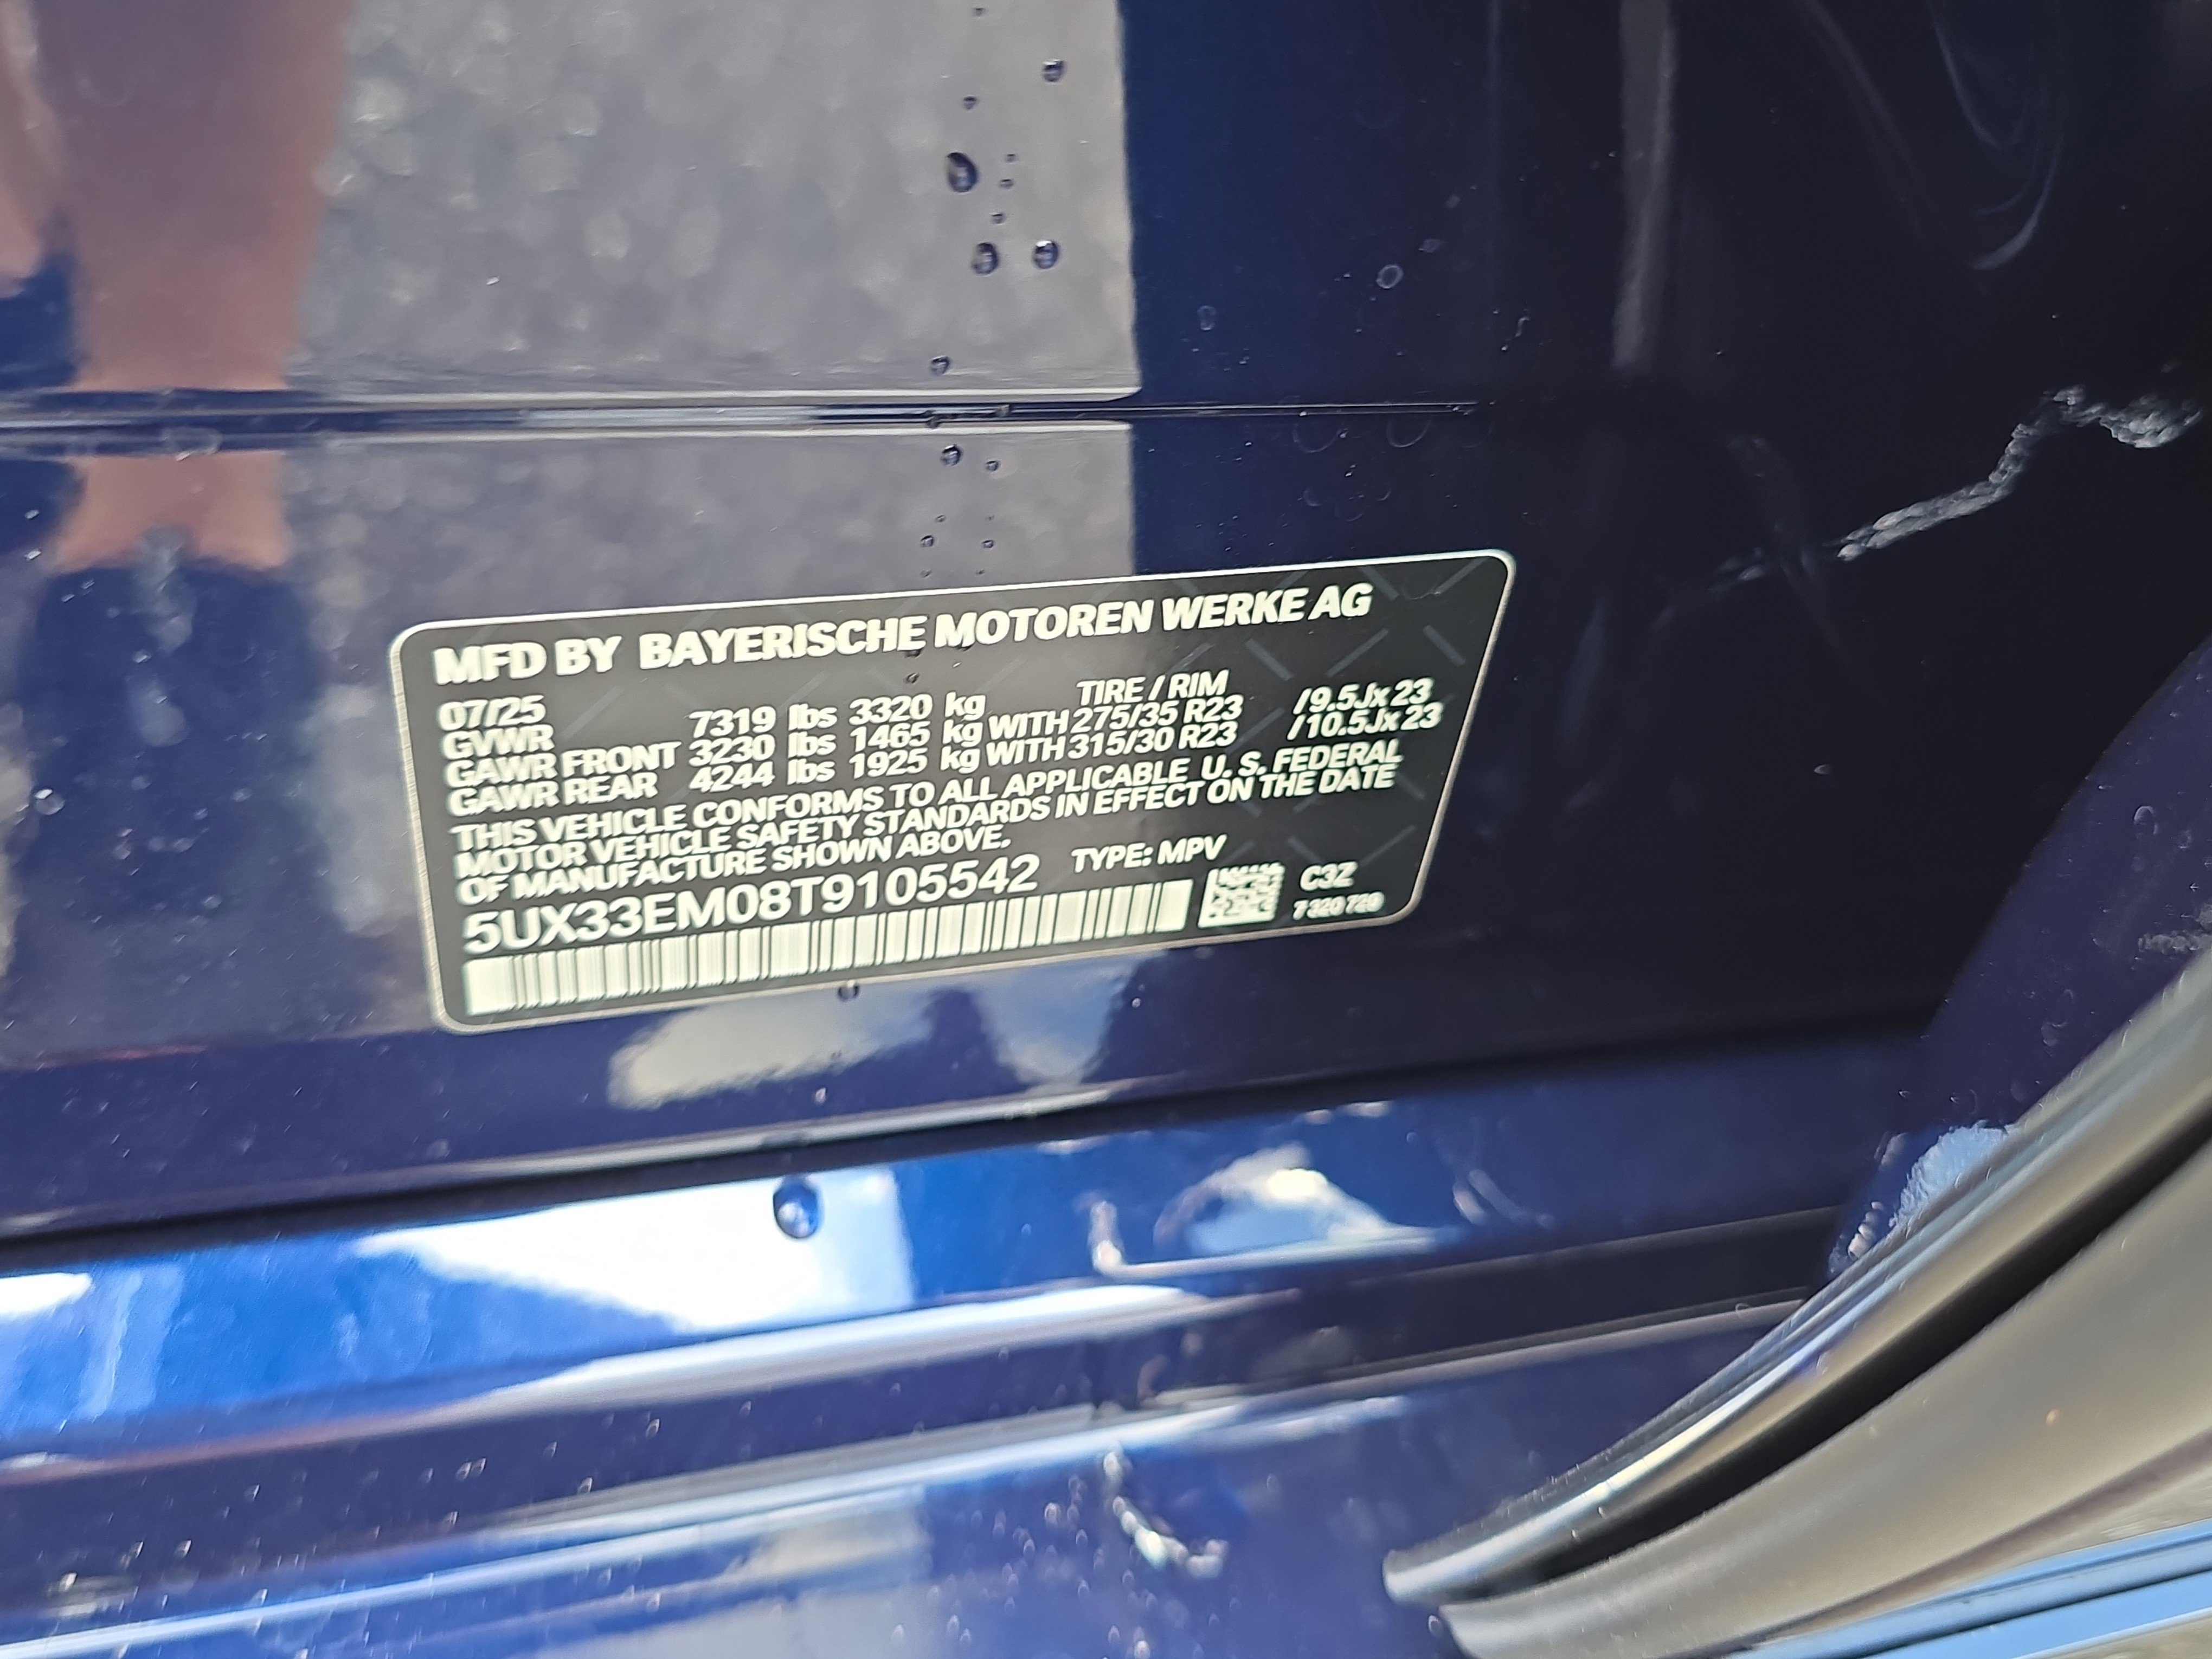 MFD BY BAYERISCHE MOTOREN WERKE AG
07/25 TIRE / RIM
GVWR 7319 lbs 3320 kg
GAWR FRONT 3230 lbs 1465 kg WITH 275/35 R23 /9.5Jx23
GAWR REAR 4244 lbs 1925 kg WITH 315/30 R23 /10.5Jx23
THIS VEHICLE CONFORMS TO ALL APPLICABLE U. S. FEDERAL
MOTOR VEHICLE SAFETY STANDARDS IN EFFECT ON THE DATE
OF MANUFACTURE SHOWN ABOVE.
5UX33EM08T9105542 TYPE: MPV
C3Z
7 320 720